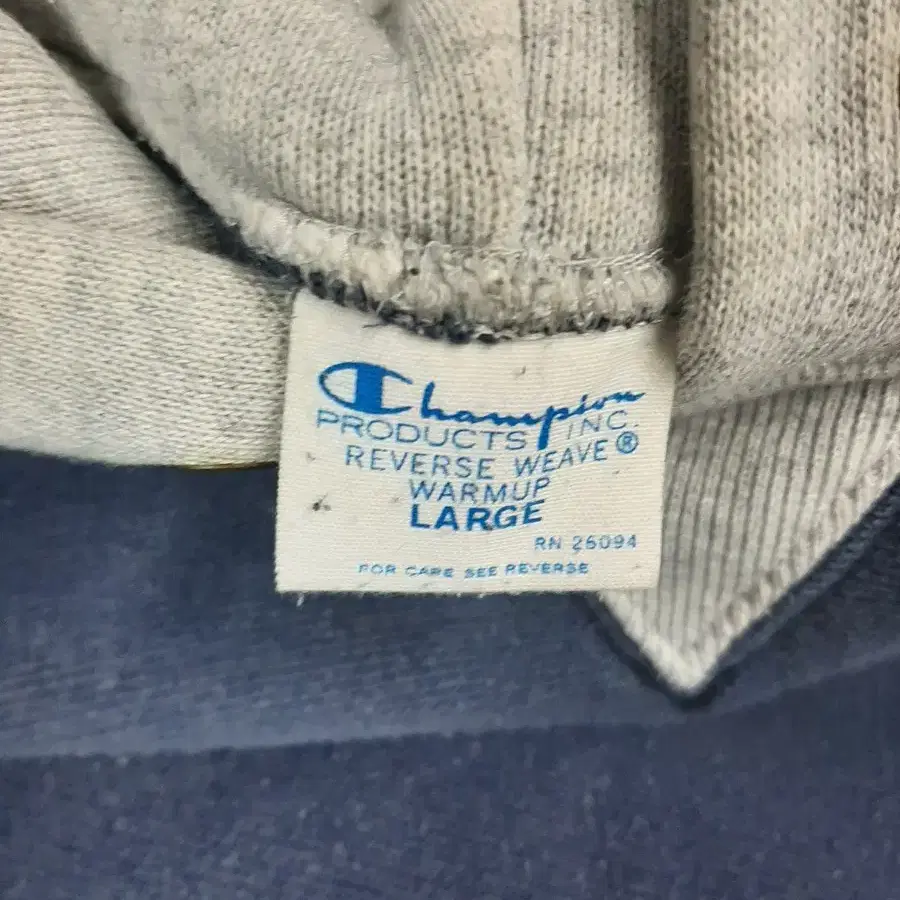 Champion
PRODUCTS INC.
REVERSE WEAVE®
WARMUP
LARGE
RN 26094
FOR CARE SEE REVERSE